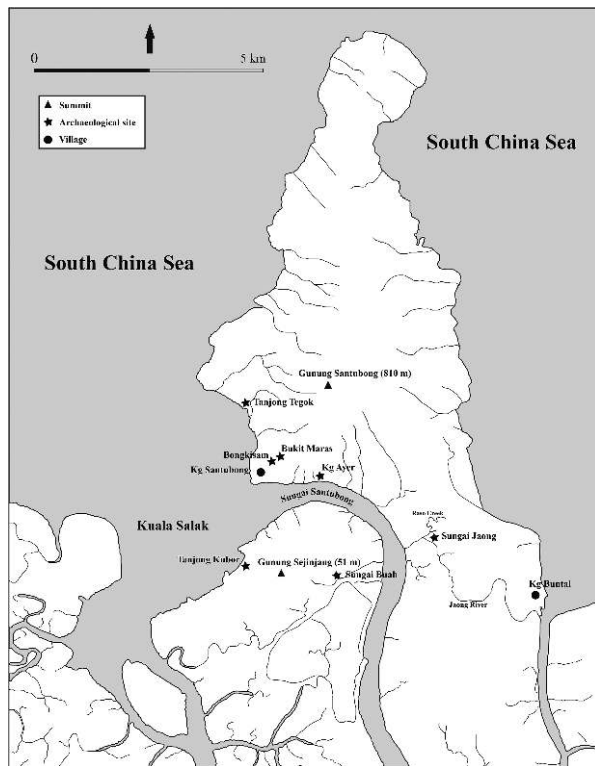 0
5 km
Summit
Archaeological site
Village
South China Sea
South China Sea
Gunung Santubong (810 m)
Tanjong Tegok
Bukit Maras
Bongkisam
Kg Santubong
Kg Ayer
Sungai Santubong
Kuala Salak
Sungai Jaong
Tanjong Kubor
Gunung Sejinjang (51 m)
Sungai Buah
Kg Buntal
Jaong River